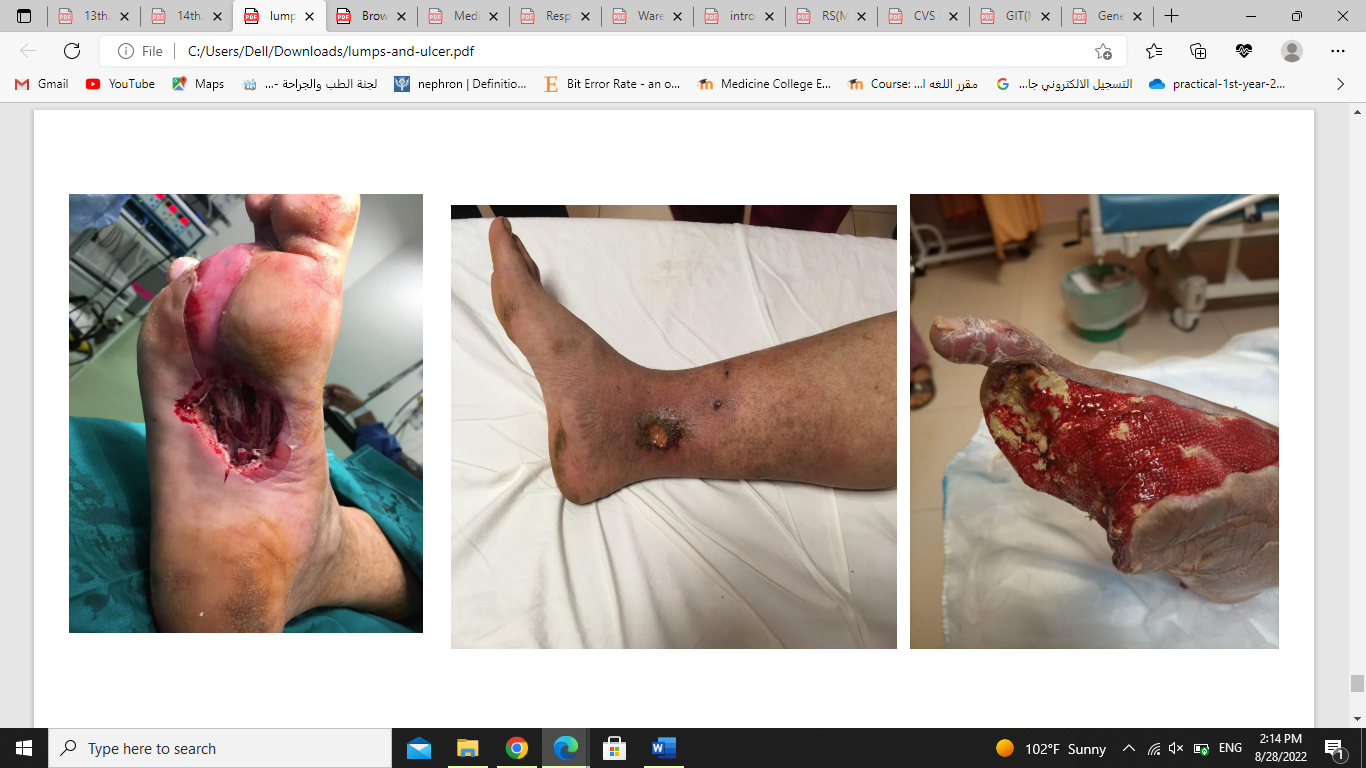 13th.
14th.
lump
Brow
Medi
Resp
Ware
intro
RS(M
CVS
GIT(
Gene
File
C:/Users/Dell/Downloads/lumps-and-ulcer.pdf
Gmail
YouTube
Maps
لجنة الطب والجراحة -...
nephron | Definitio...
Bit Error Rate - an o...
Medicine College E...
Course: مقرر اللغه ا...
التسجيل الالكتروني جا...
practical-1st-year-2...
Type here to search
102°F Sunny
ENG
2:14 PM
8/28/2022
1